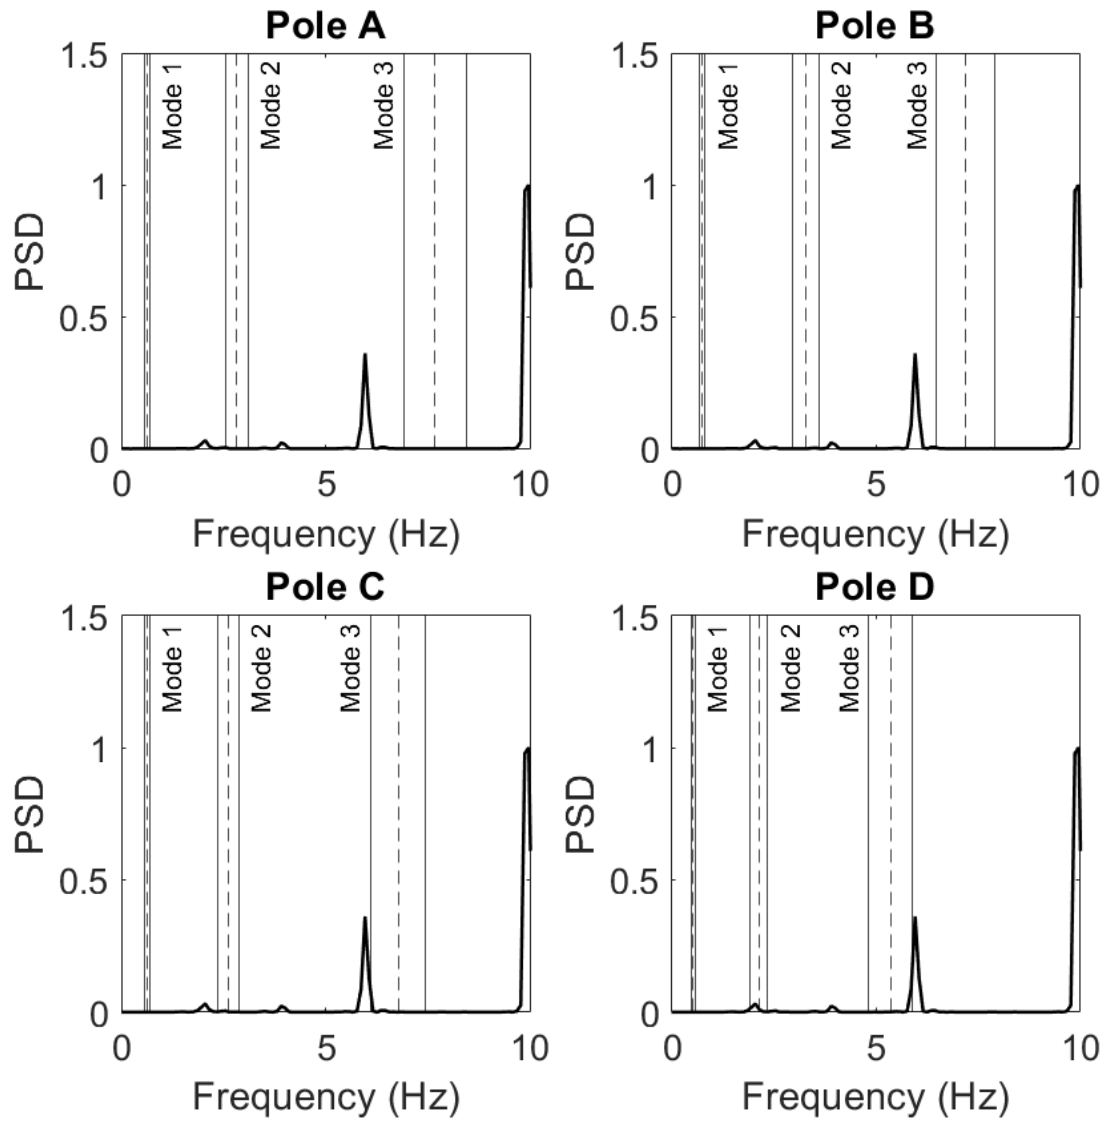 Pole A
1.5
1
0.5
0
PSD
Mode 1
Mode 2
Mode 3
0 5 10
Frequency (Hz)
Pole B
1.5
1
0.5
0
PSD
Mode 1
Mode 2
Mode 3
0 5 10
Frequency (Hz)
Pole C
1.5
1
0.5
0
PSD
Mode 1
Mode 2
Mode 3
0 5 10
Frequency (Hz)
Pole D
1.5
1
0.5
0
PSD
Mode 1
Mode 2
Mode 3
0 5 10
Frequency (Hz)